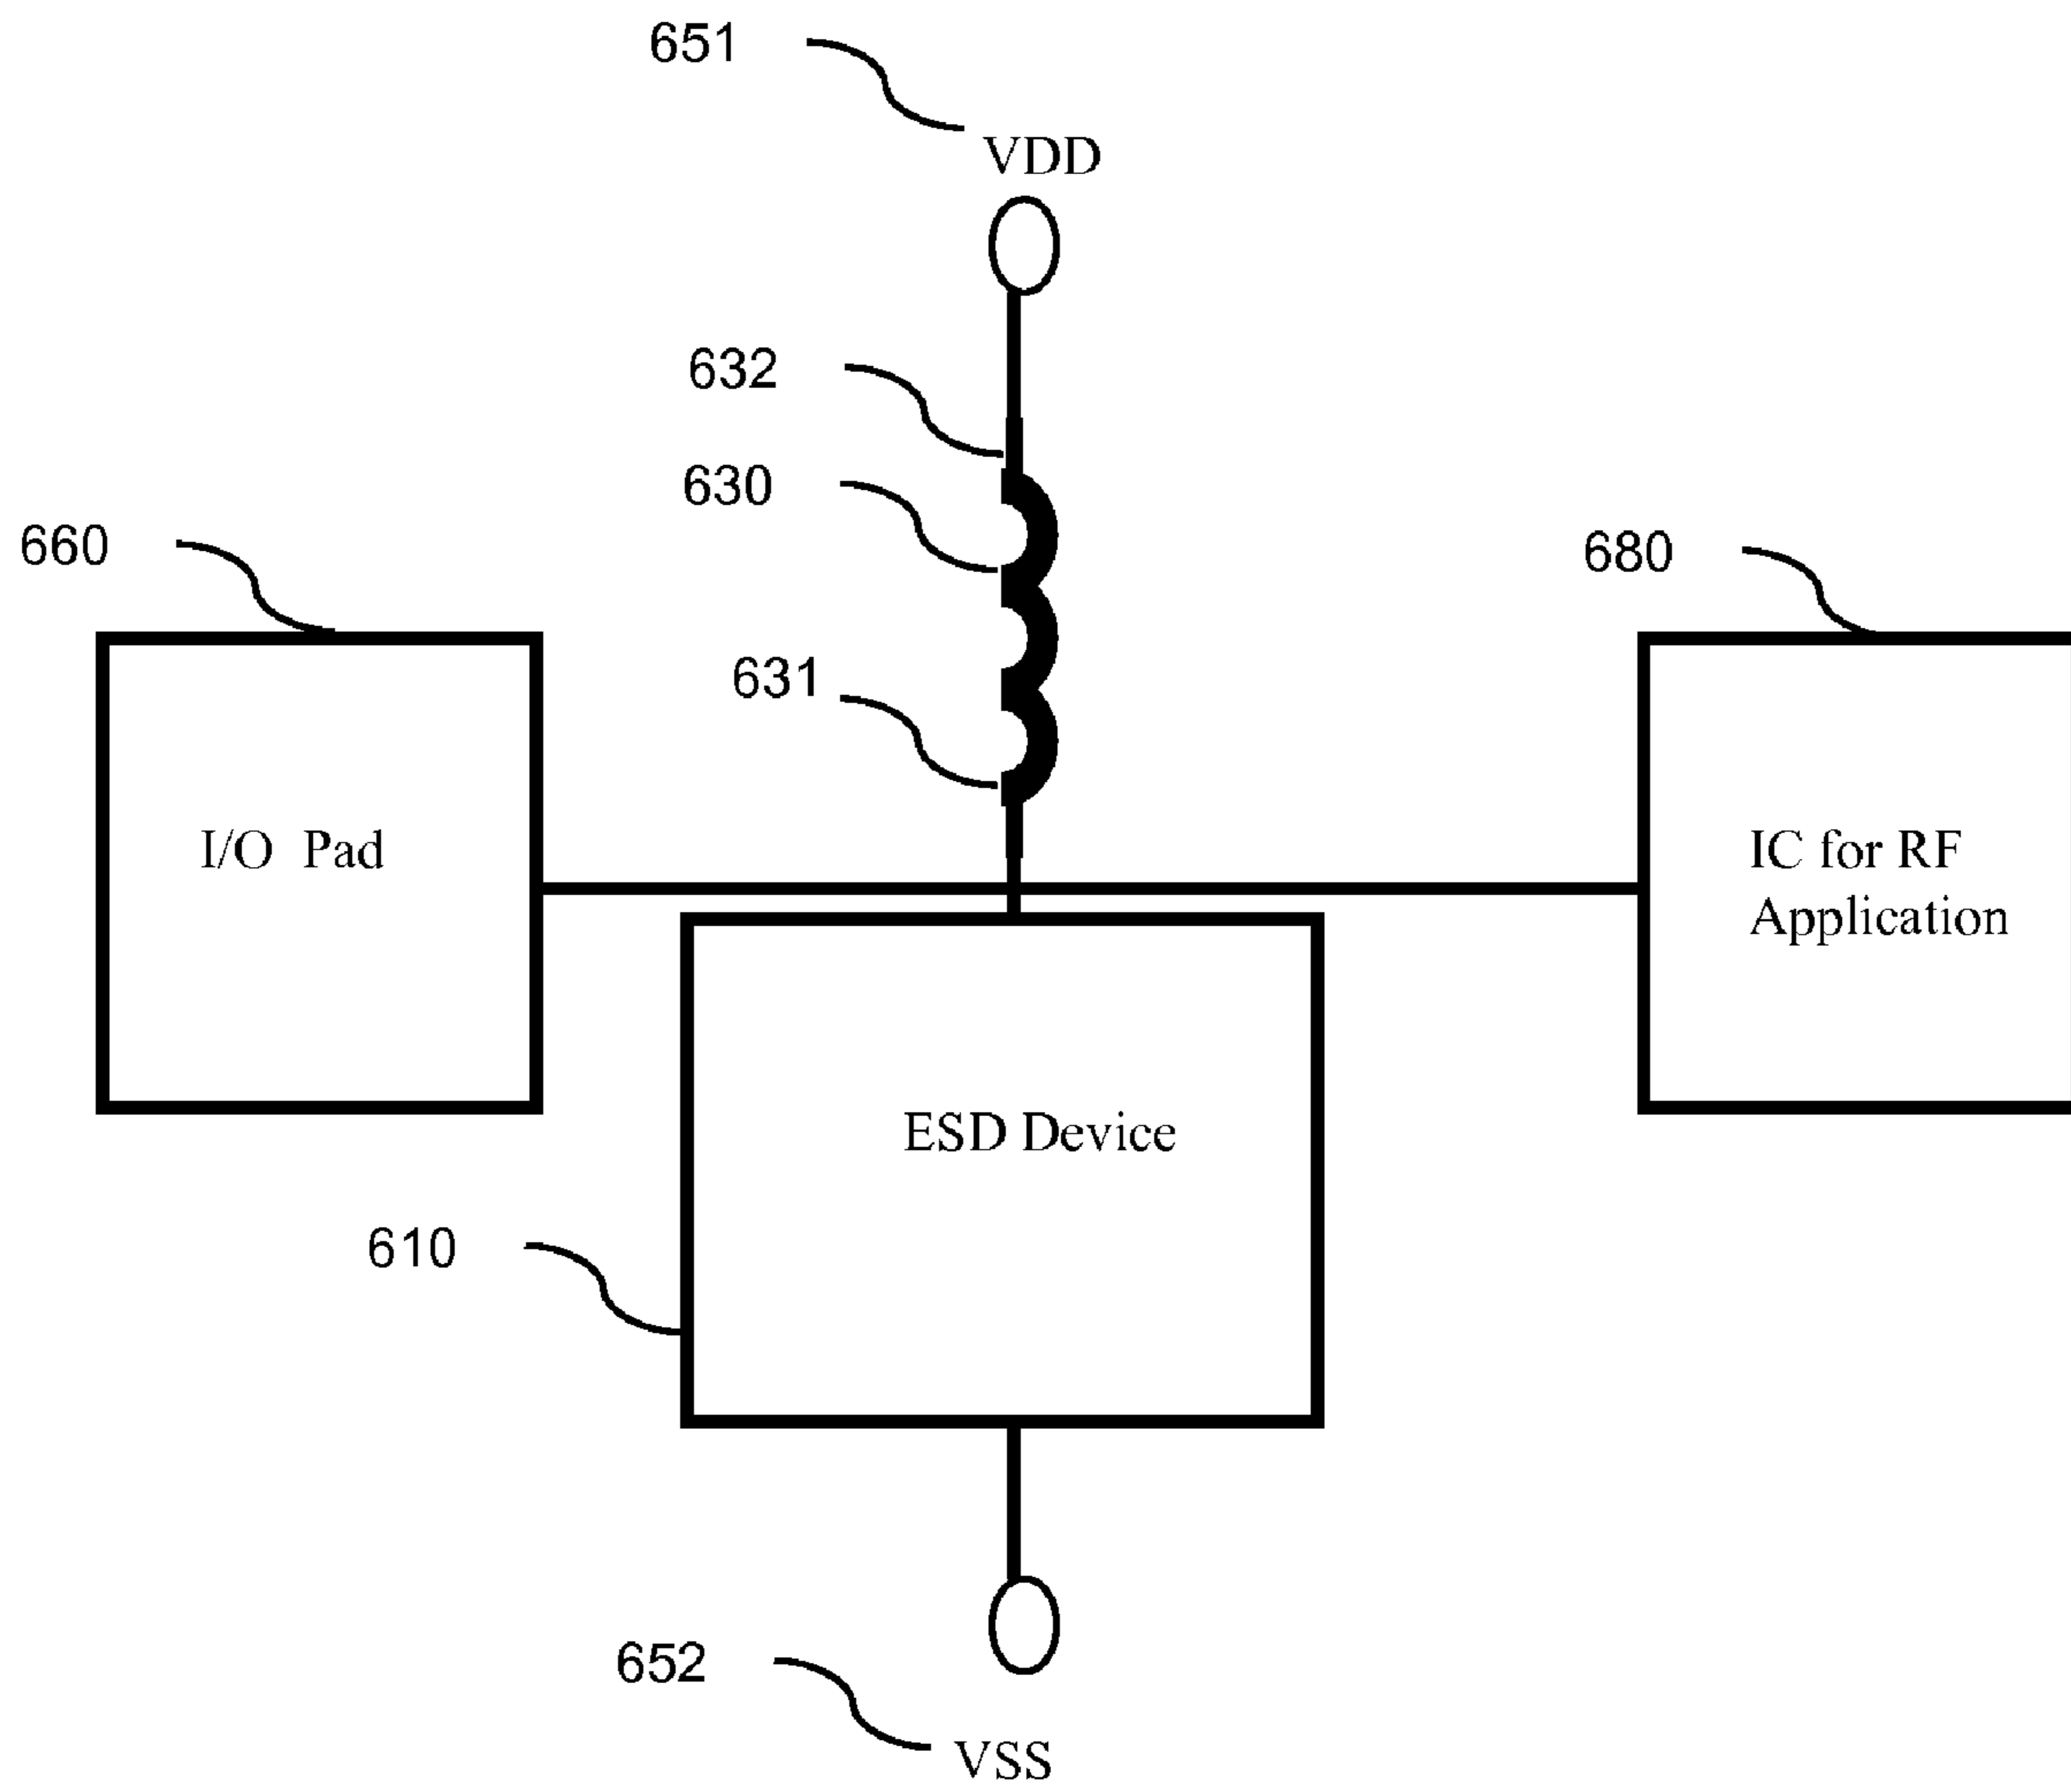 651
VDD
632
630
660
680
631
I/O Pad
IC for RF
Application
ESD Device
610
652
VSS